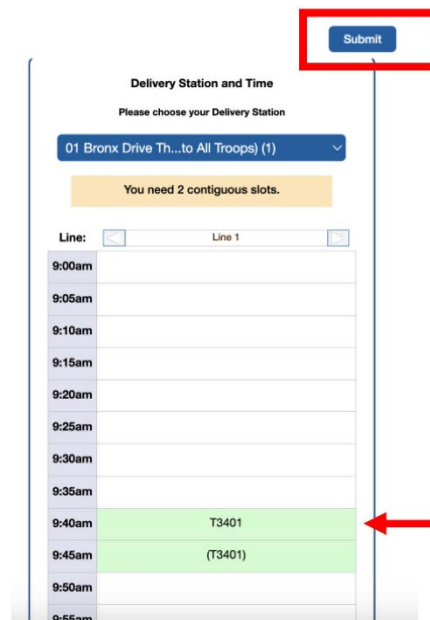 Submit
Delivery Station and Time
Please choose your Delivery Station
01 Bronx Drive Th...to All Troops) (1)
You need 2 contiguous slots.
Line: Line 1
9:00am
9:05am
9:10am
9:15am
9:20am
9:25am
9:30am
9:35am
9:40am T3401
9:45am (T3401)
9:50am
9:55am